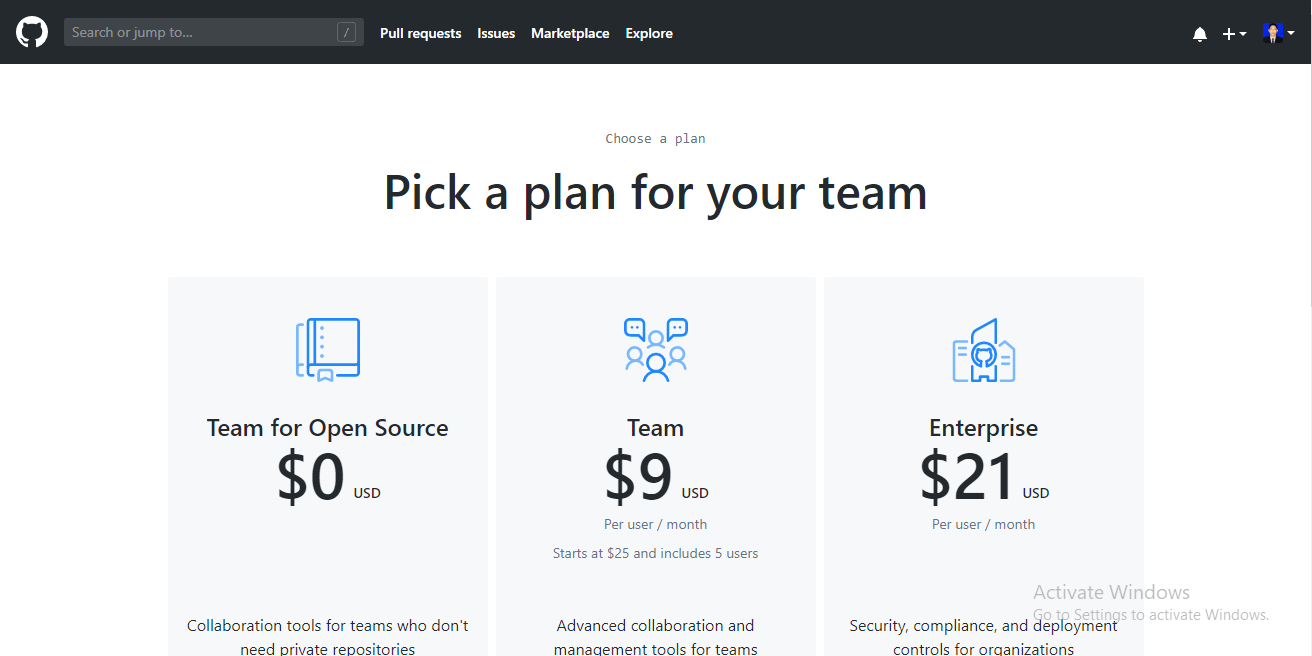 Search or jump to... /
Pull requests Issues Marketplace Explore
Choose a plan
Pick a plan for your team
Team for Open Source
$0 USD
Collaboration tools for teams who don't
need private repositories
Team
$9 USD
Per user / month
Starts at $25 and includes 5 users
Advanced collaboration and
management tools for teams
Enterprise
$21 USD
Per user / month
Security, compliance, and deployment
controls for organizations
Activate Windows
Go to Settings to activate Windows.